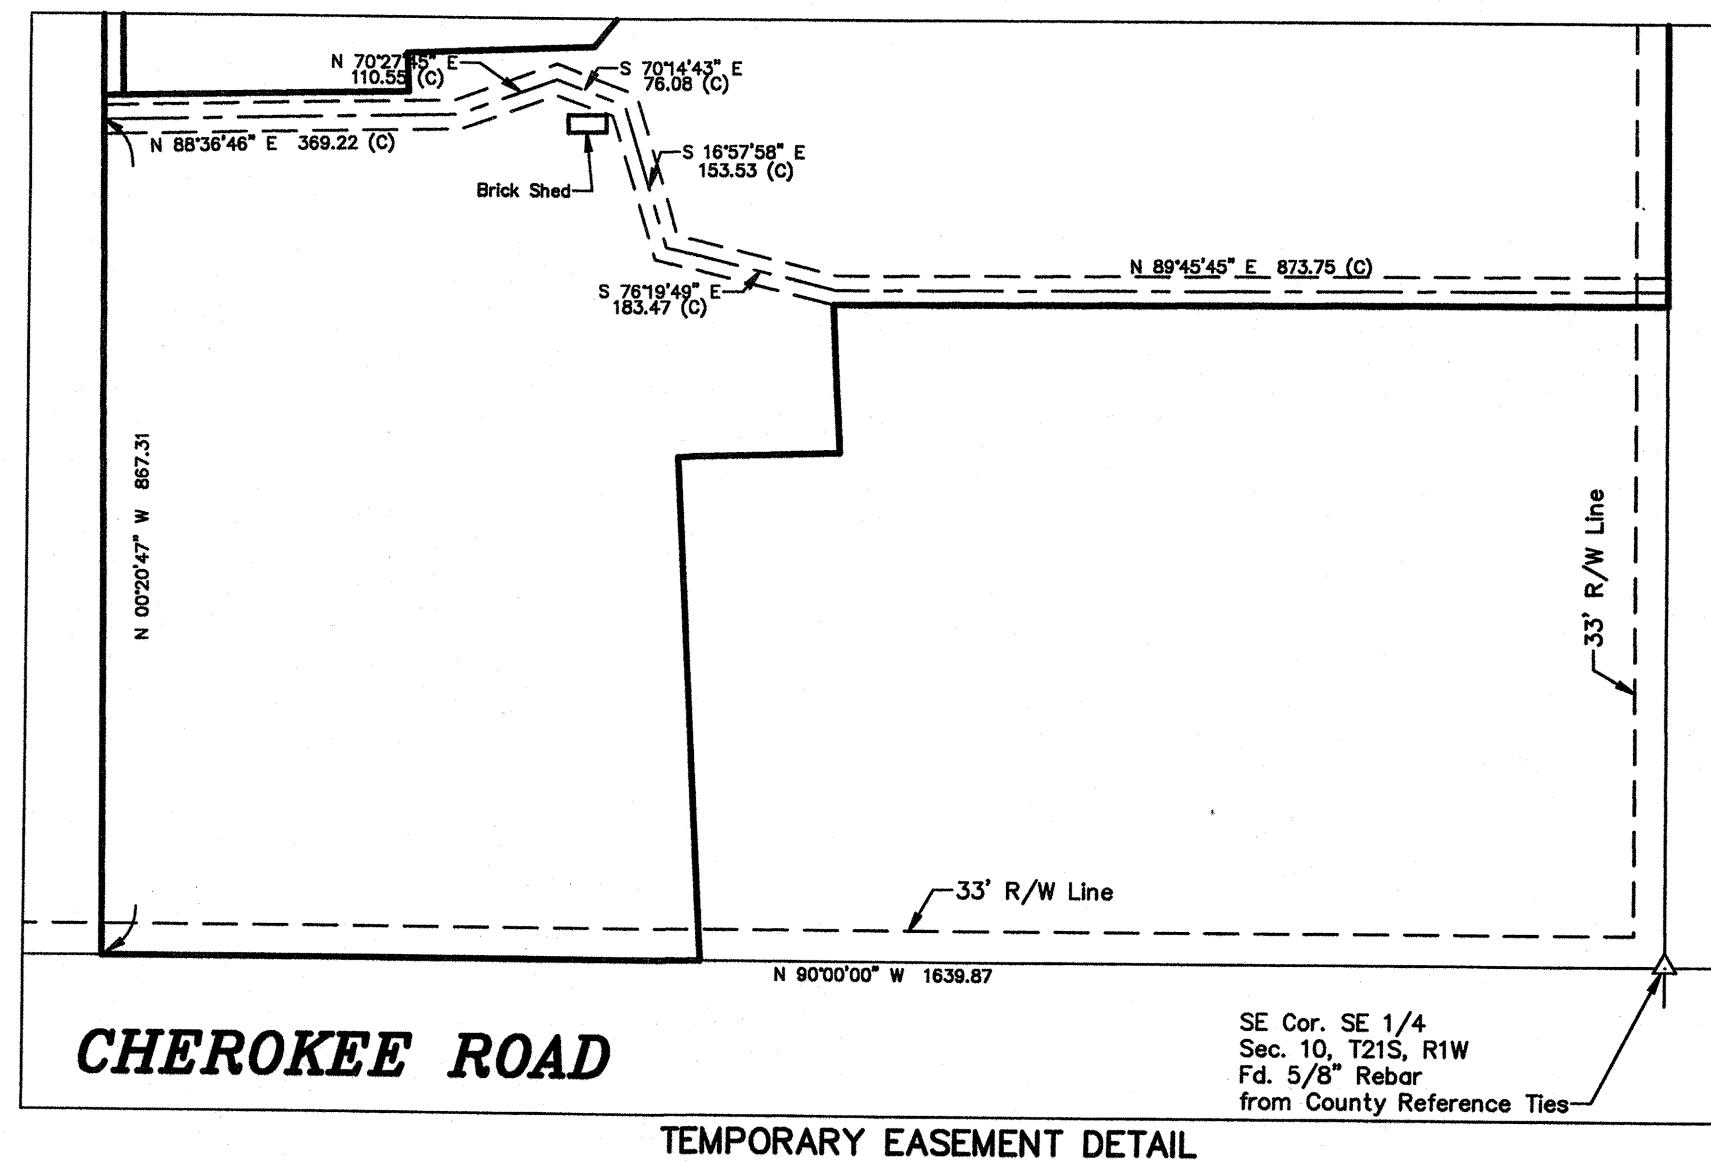 N 70°27'45" E
110.55 (C)
S 70°14'43" E
76.08 (C)
N 88°36'46" E 369.22 (C)
S 16°57'58" E
153.53 (C)
Brick Shed
N 89°45'45" E 873.75 (C)
S 76°19'49" E
183.47 (C)
N 00°20'47" W 867.31
33' R/W Line
33' R/W Line
N 90°00'00" W 1639.87
CHEROKEE ROAD
SE Cor. SE 1/4
Sec. 10, T21S, R1W
Fd. 5/8" Rebar
from County Reference Ties
TEMPORARY EASEMENT DETAIL